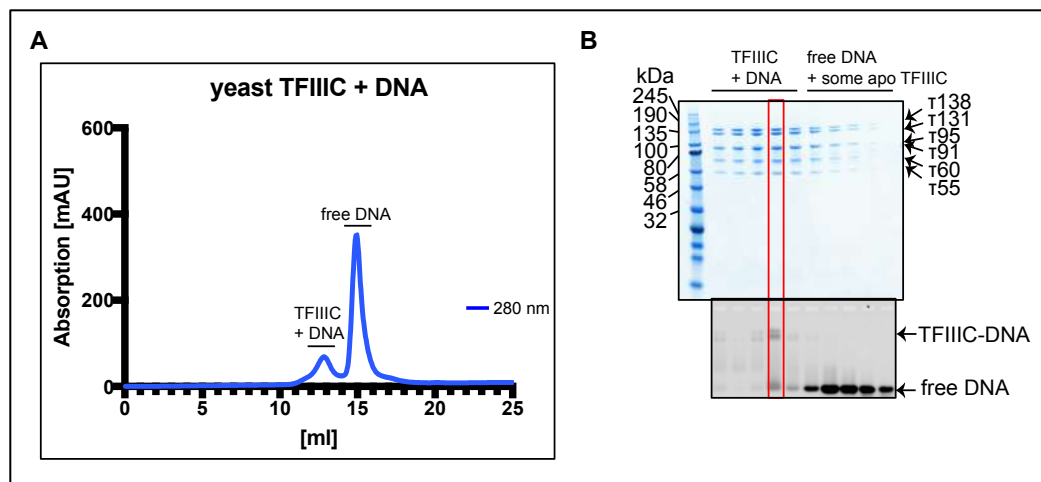 A
yeast TFIIIC + DNA
Absorption [mAU]
600
400
200
0
0
5
10
15
20
25
[ml]
TFIIIC
+ DNA
free DNA
280 nm
B
kDa
245
190
135
100
80
58
46
32
TFIIIC
+ DNA
free DNA
+ some apo TFIIIC
τ138
τ131
τ95
τ91
τ60
τ55
TFIIIC-DNA
free DNA